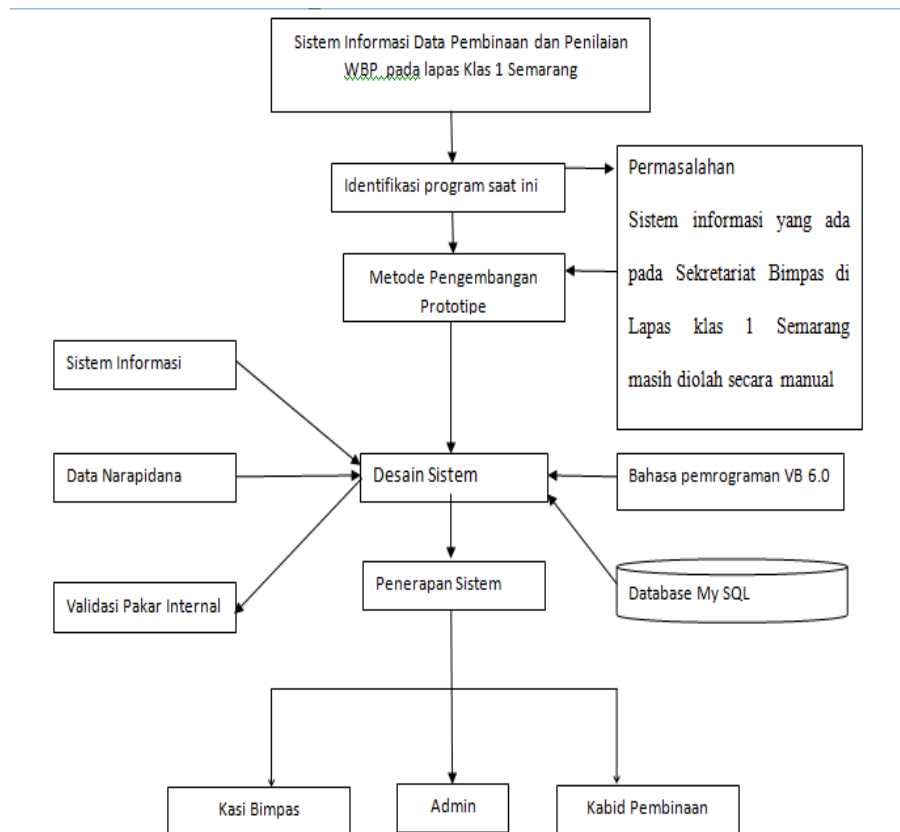 Sistem Informasi Data Pembinaan dan Penilaian
WBP pada lapas Klas 1 Semarang
Identifikasi program saat ini
Permasalahan
Sistem informasi yang ada
pada Sekretariat Bimpas di
Lapas klas 1 Semarang
masih diolah secara manual
Metode Pengembangan
Prototipe
Sistem Informasi
Data Narapidana
Desain Sistem
Bahasa pemrograman VB 6.0
Validasi Pakar Internal
Penerapan Sistem
Database My SQL
Kasi Bimpas
Admin
Kabid Pembinaan